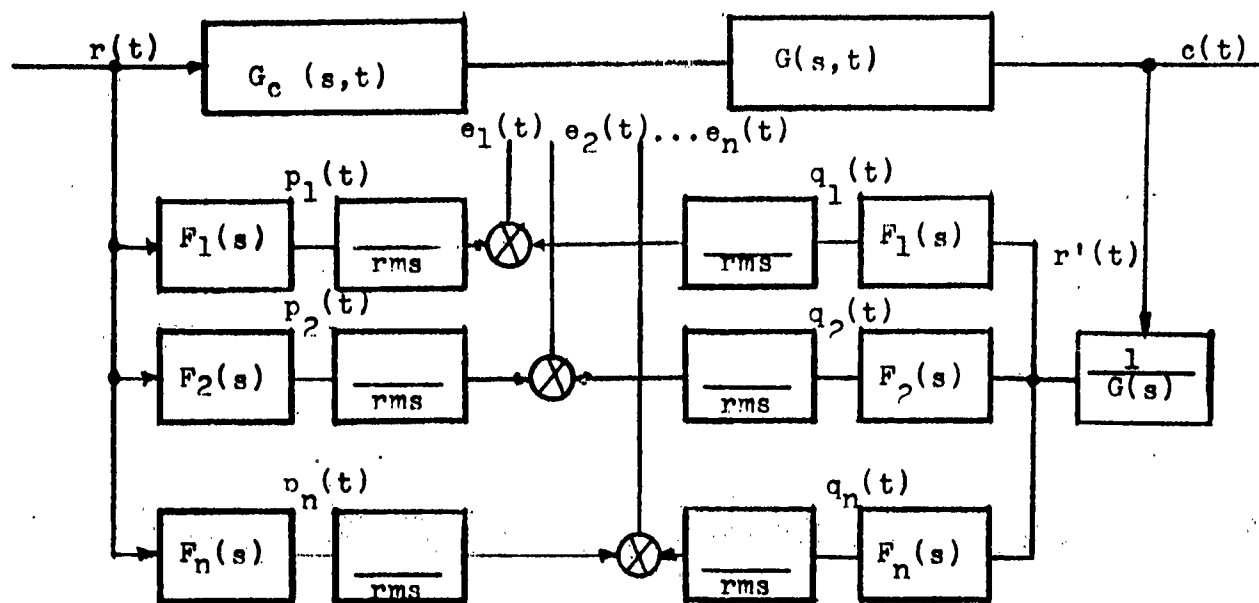 r(t)
G_c (s,t)
G(s,t)
c(t)
e_1(t) e_2(t)...e_n(t)
p_1(t)
q_1(t)
F_1(s)
rms
rms
F_1(s)
r'(t)
p_2(t)
q_2(t)
F_2(s)
rms
rms
F_2(s)
1
G(s)
p_n(t)
q_n(t)
F_n(s)
rms
rms
F_n(s)